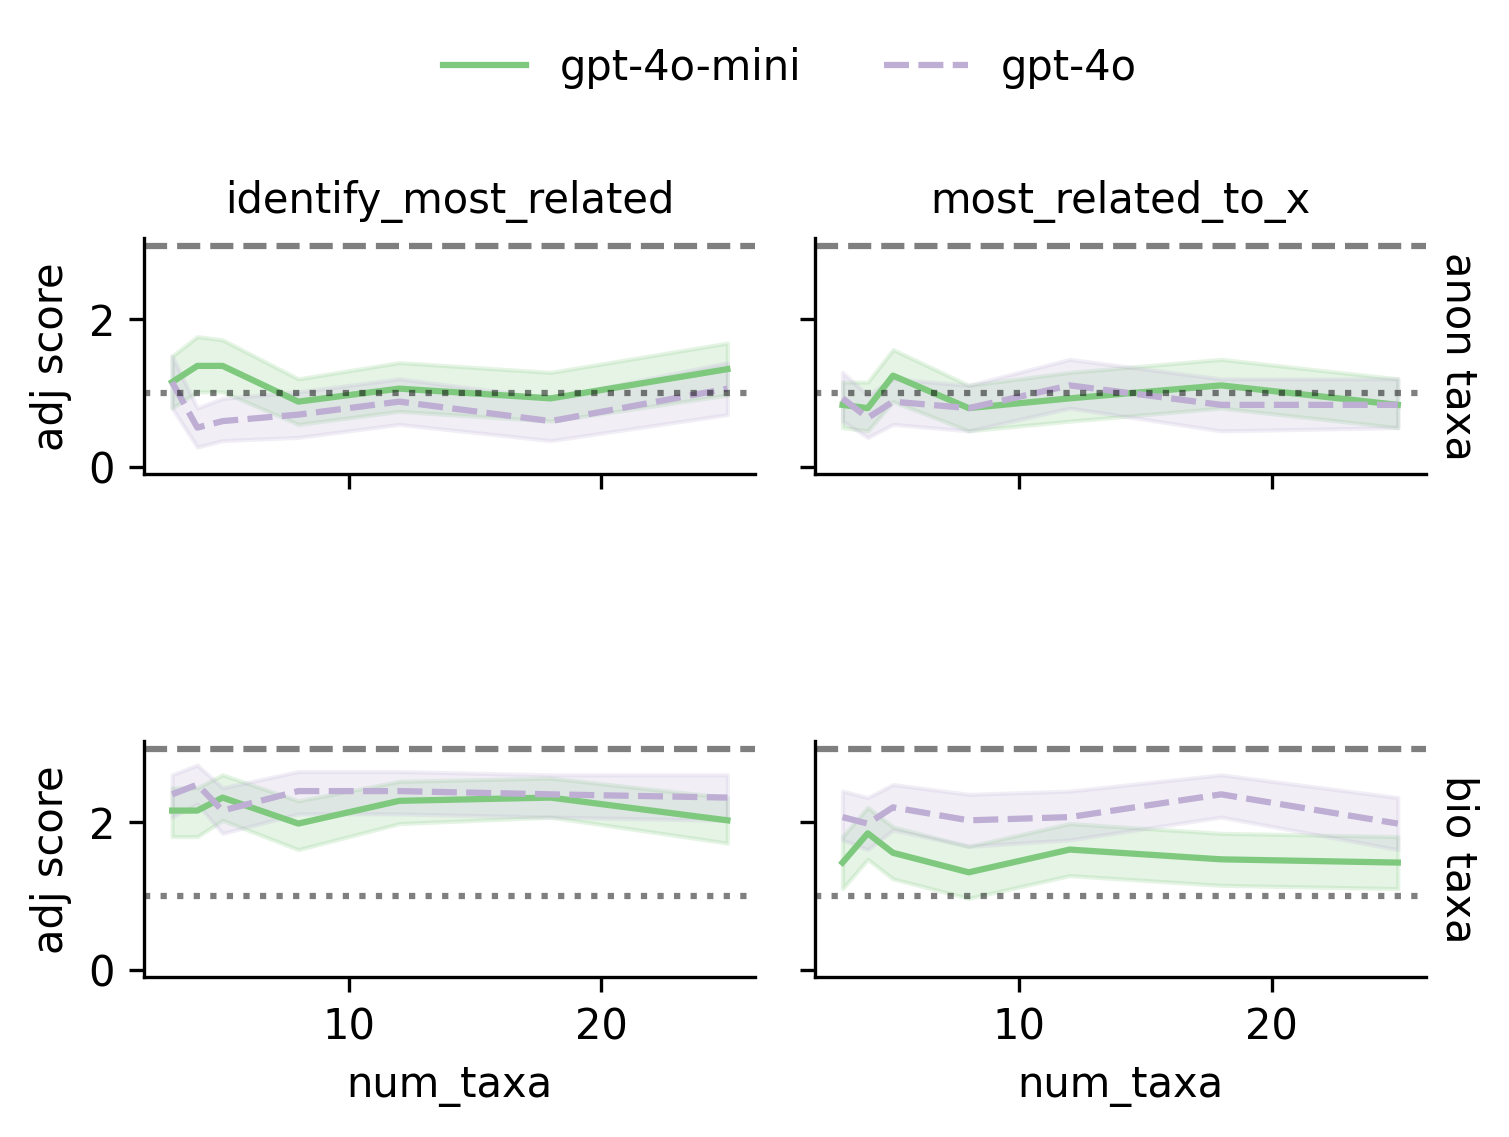 gpt-4o-mini gpt-4o
identify_most_related most_related_to_x
adj score
2
0
anon taxa
adj score
2
0
bio taxa
10 20 10 20
num_taxa num_taxa